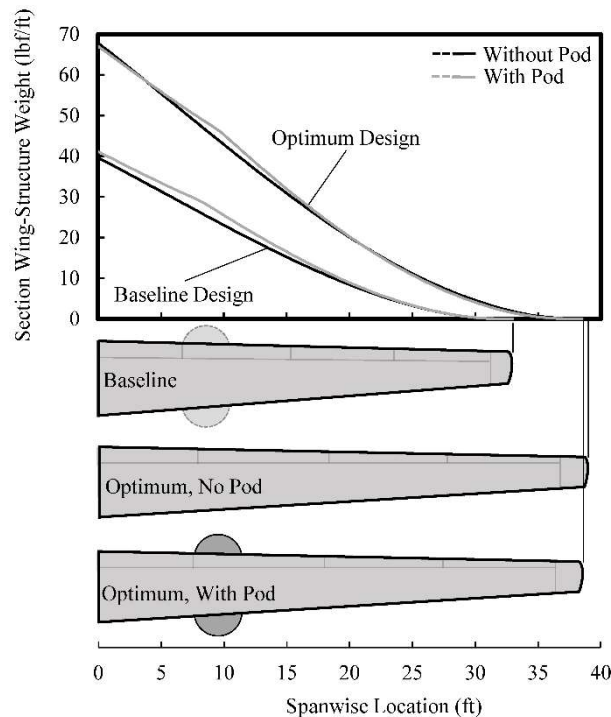 Section Wing-Structure Weight (lbf/ft)
70
60
50
40
30
20
10
0
Without Pod
With Pod
Optimum Design
Baseline Design
Baseline
Optimum, No Pod
Optimum, With Pod
0 5 10 15 20 25 30 35 40
Spanwise Location (ft)